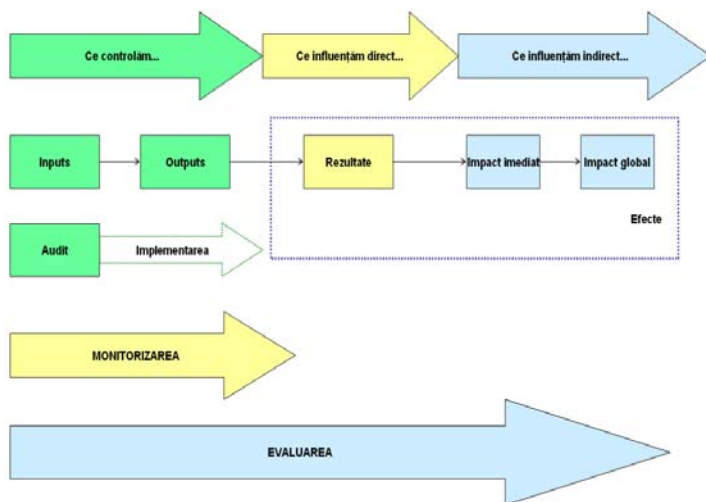 Ce controlăm...
Ce influențăm direct...
Ce influențăm indirect...
Inputs
Outputs
Rezultate
Impact imediat
Impact global
Efecte
Audit
Implementarea
MONITORIZAREA
EVALUAREA